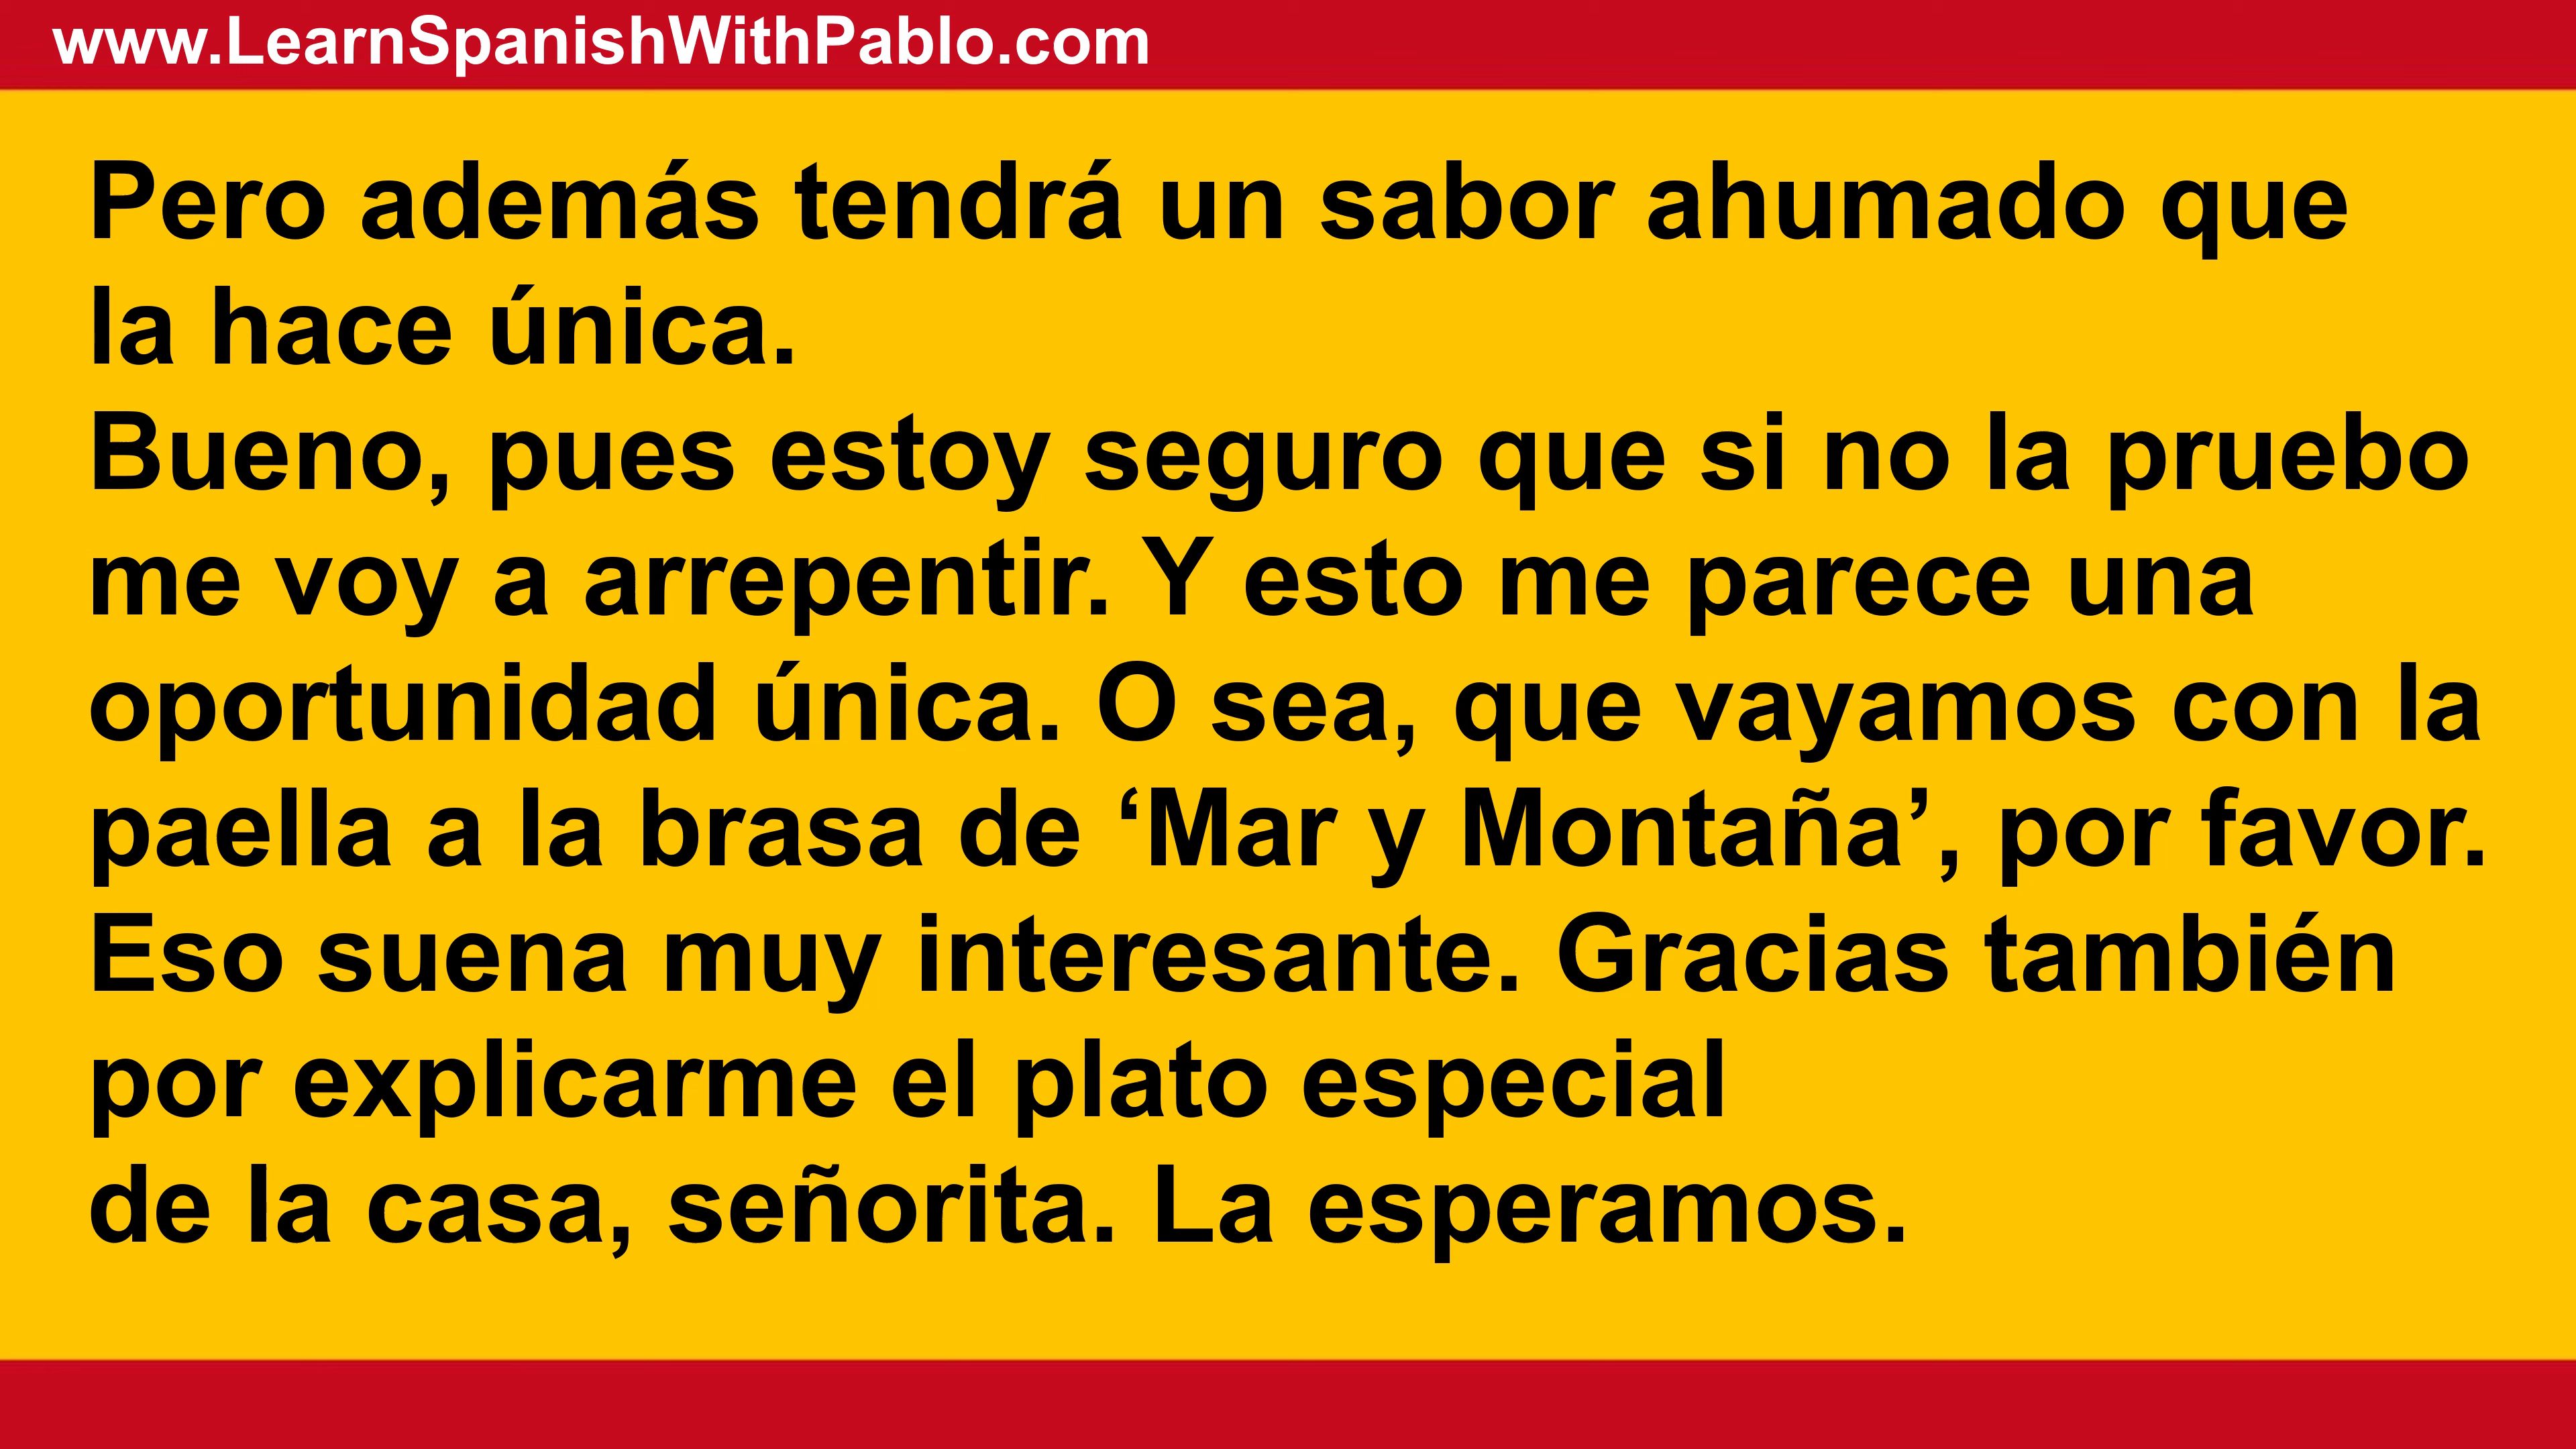 www.LearnSpanishWithPablo.com
Pero además tendrá un sabor ahumado que
la hace única.
Bueno, pues estoy seguro que si no la pruebo
me voy a arrepentir. Y esto me parece una
oportunidad única. O sea, que vayamos con la
paella a la brasa de ‘Mar y Montaña’, por favor.
Eso suena muy interesante. Gracias también
por explicarme el plato especial
de la casa, señorita. La esperamos.